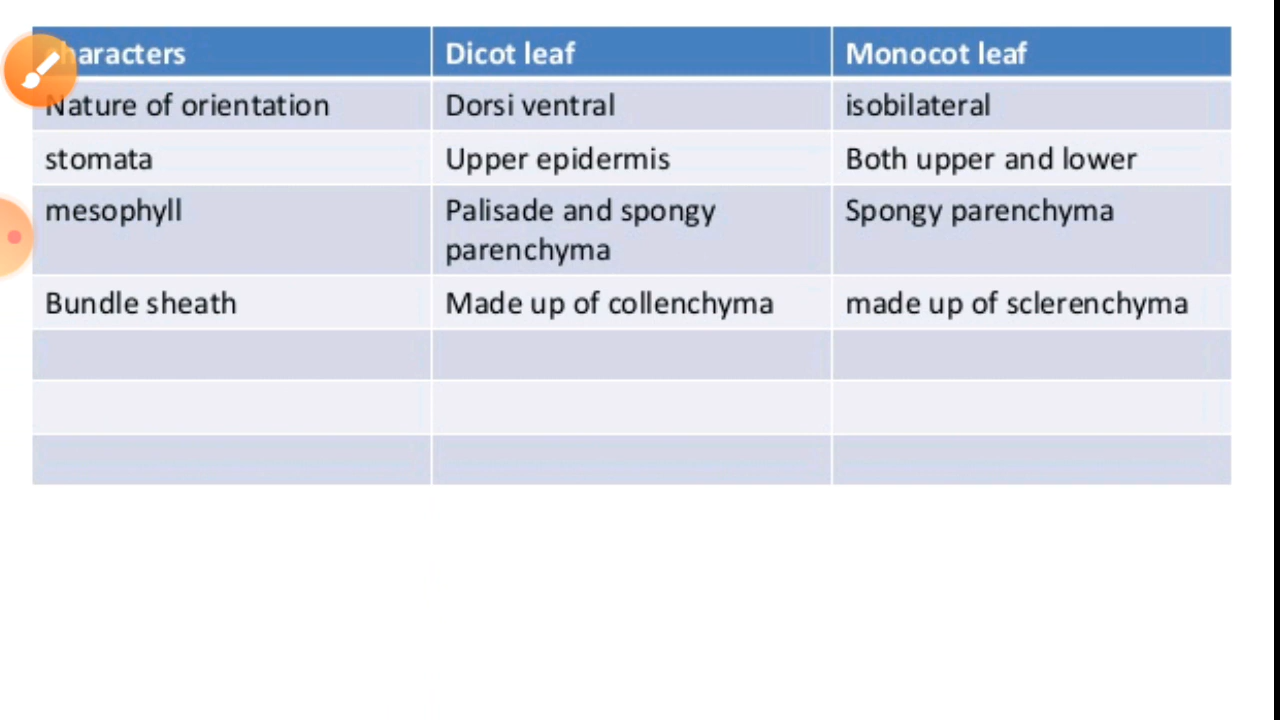 characters Dicot leaf Monocot leaf
Nature of orientation Dorsi ventral isobilateral
stomata Upper epidermis Both upper and lower
mesophyll Palisade and spongy Spongy parenchyma
parenchyma
Bundle sheath Made up of collenchyma made up of sclerenchyma